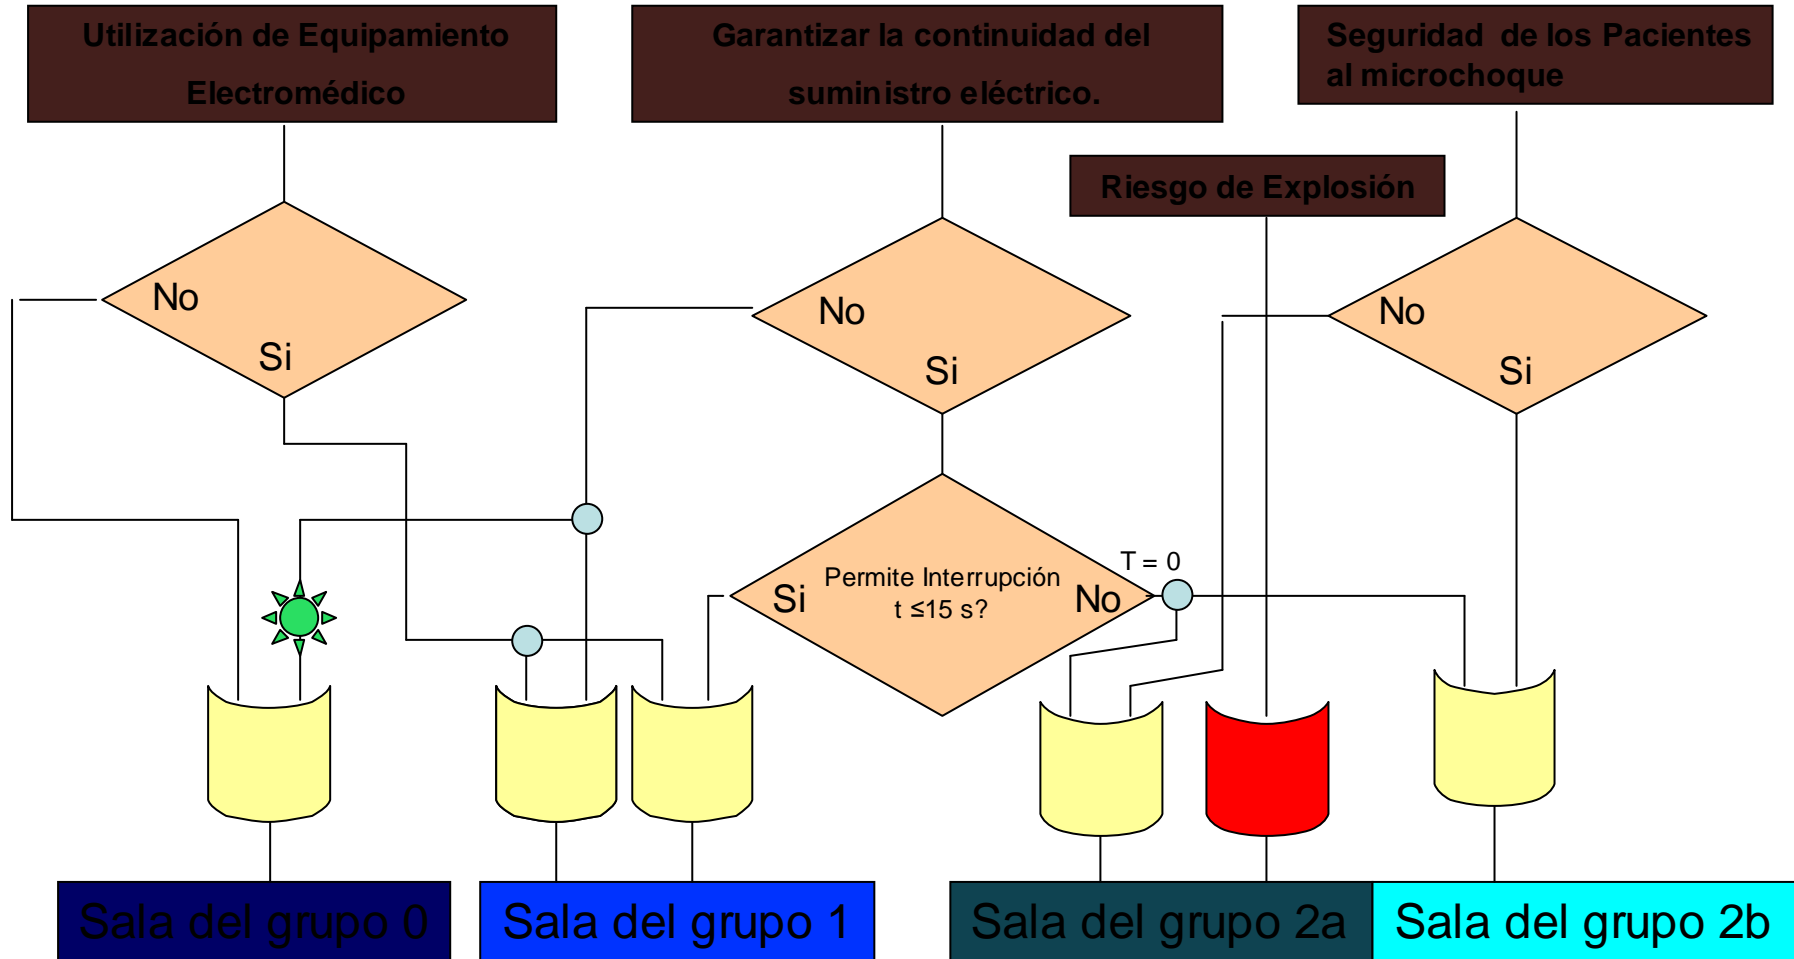 Utilización de Equipamiento
Electromédico
Garantizar la continuidad del
suministro eléctrico.
Seguridad de los Pacientes
al microchoque
Riesgo de Explosión
No
Si
No
Si
No
Si
Permite Interrupción
t ≤15 s?
Si
No
T = 0
Sala del grupo 0
Sala del grupo 1
Sala del grupo 2a
Sala del grupo 2b